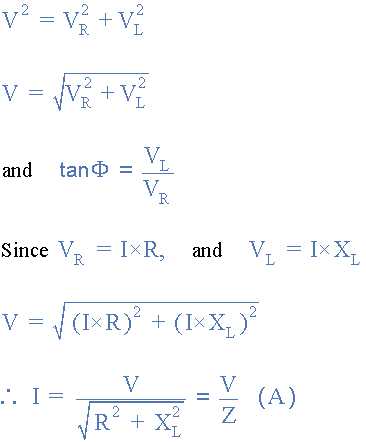 V² = V_R² + V_L²
V = √(V_R² + V_L²)
and tanΦ = V_L / V_R
Since V_R = I×R, and V_L = I×X_L
V = √((I×R)² + (I×X_L)²)
∴ I = V / √(R² + X_L²) = V / Z (A)